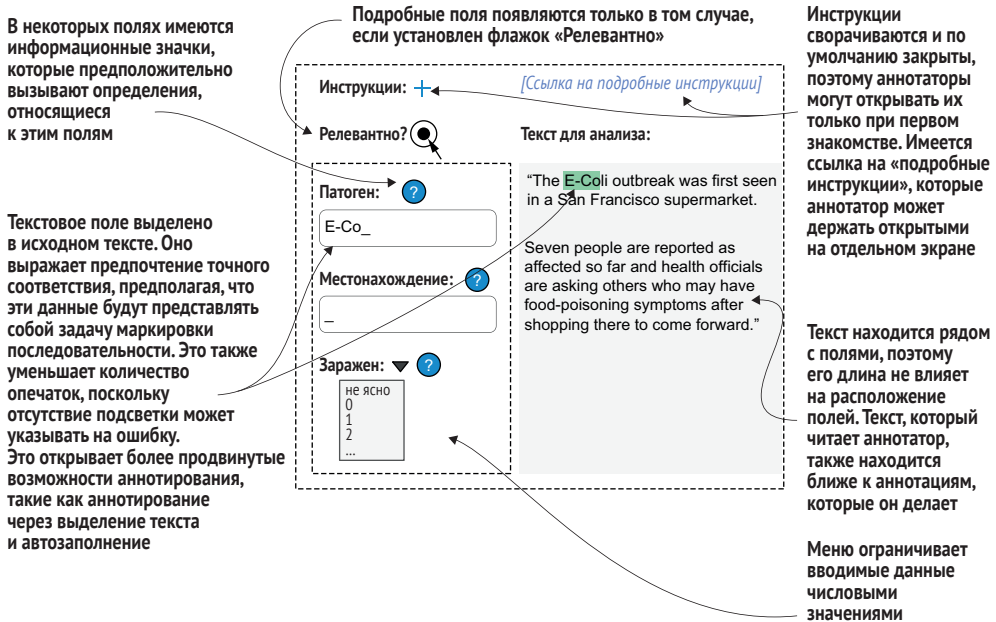 В некоторых полях имеются
информационные значки,
которые предположительно
вызывают определения,
относящиеся
к этим полям
Подробные поля появляются только в том случае,
если установлен флажок «Релевантно»
Инструкции
сворачиваются и по
умолчанию закрыты,
поэтому аннотаторы
могут открывать их
только при первом
знакомстве. Имеется
ссылка на «подробные
инструкции», которые
аннотатор может
держать открытыми
на отдельном экране
Инструкции: +
[Ссылка на подробные инструкции]
Релевантно?
Текст для анализа:
Патоген: ?
E-Co_
Местонахождение: ?
_
Заражен: ?
не ясно
0
1
2
...
“The E-Coli outbreak was first seen
in a San Francisco supermarket.
Seven people are reported as
affected so far and health officials
are asking others who may have
food-poisoning symptoms after
shopping there to come forward.”
Текстовое поле выделено
в исходном тексте. Оно
выражает предпочтение точного
соответствия, предполагая, что
эти данные будут представлять
собой задачу маркировки
последовательности. Это также
уменьшает количество
опечаток, поскольку
отсутствие подсветки может
указывать на ошибку.
Это открывает более продвинутые
возможности аннотирования,
такие как аннотирование
через выделение текста
и автозаполнение
Текст находится рядом
с полями, поэтому
его длина не влияет
на расположение
полей. Текст, который
читает аннотатор,
также находится
ближе к аннотациям,
которые он делает
Меню ограничивает
вводимые данные
числовыми
значениями